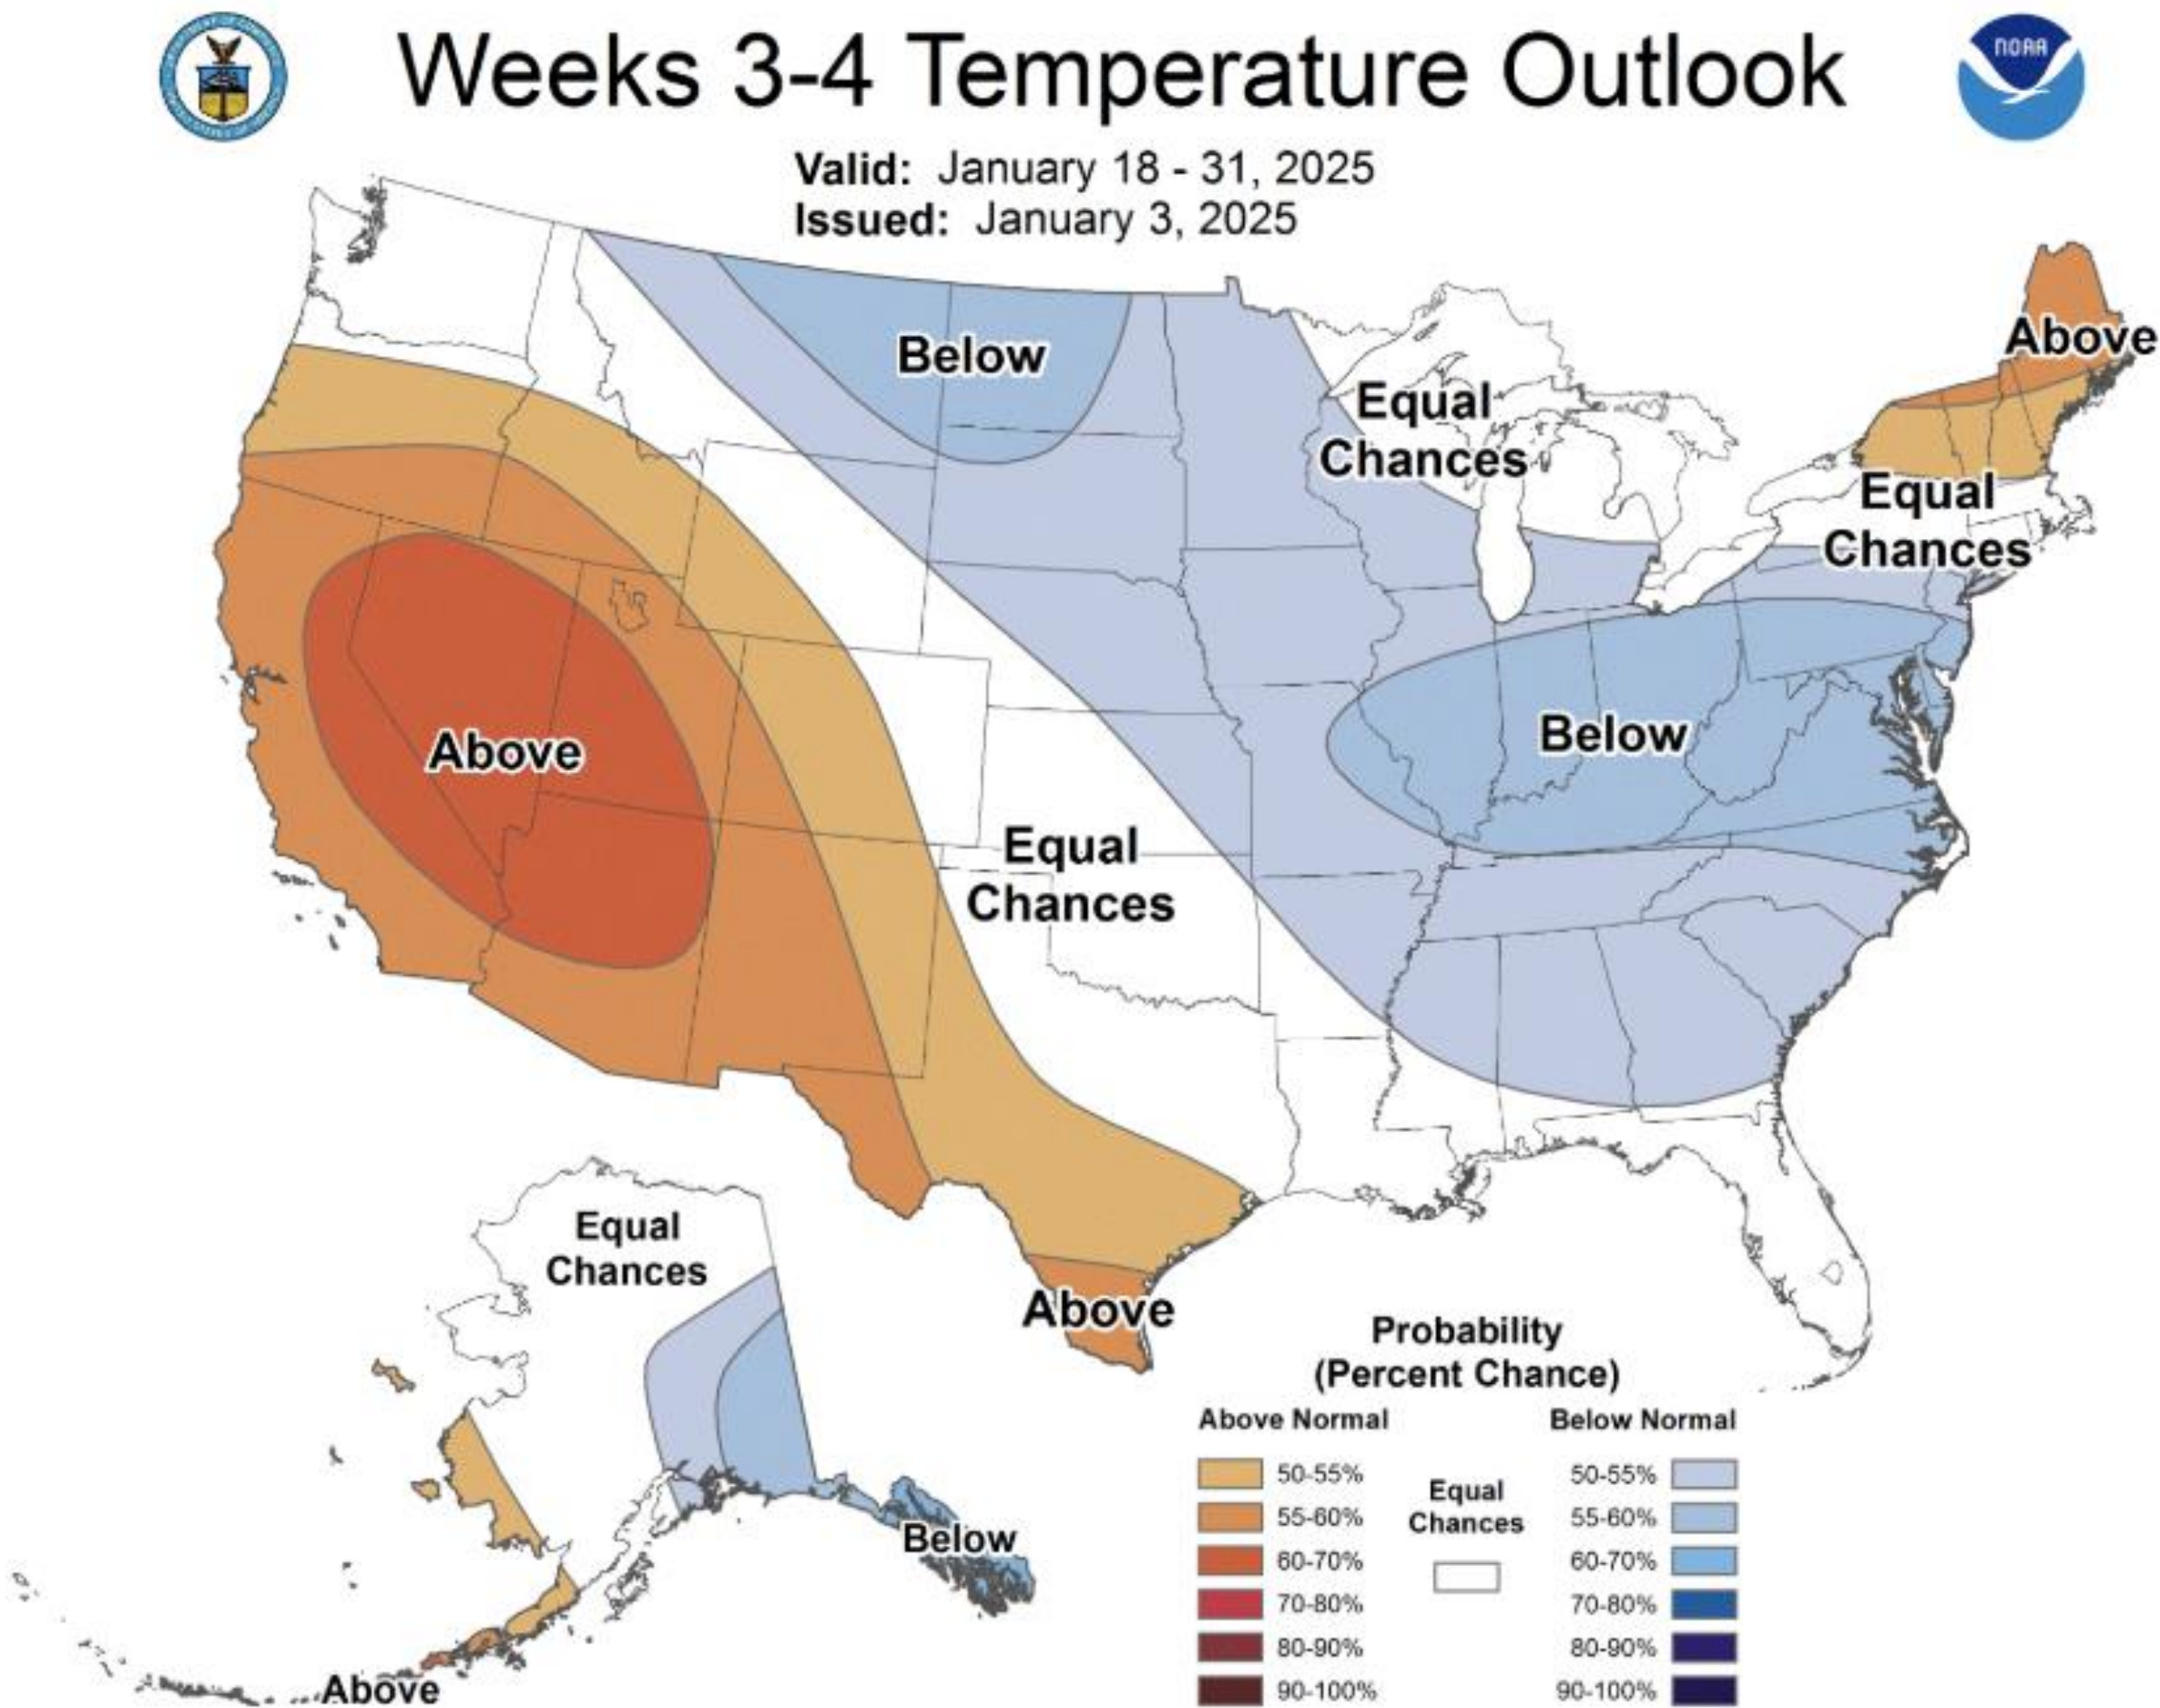 Weeks 3-4 Temperature Outlook
NOAA
Valid: January 18 - 31, 2025
Issued: January 3, 2025
Below
Above
Equal
Chances
Equal
Chances
Above
Below
Equal
Chances
Equal
Chances
Above
Below
Above
Probability
(Percent Chance)
Above Normal
Below Normal
50-55%
55-60%
60-70%
70-80%
80-90%
90-100%
Equal
Chances
50-55%
55-60%
60-70%
70-80%
80-90%
90-100%